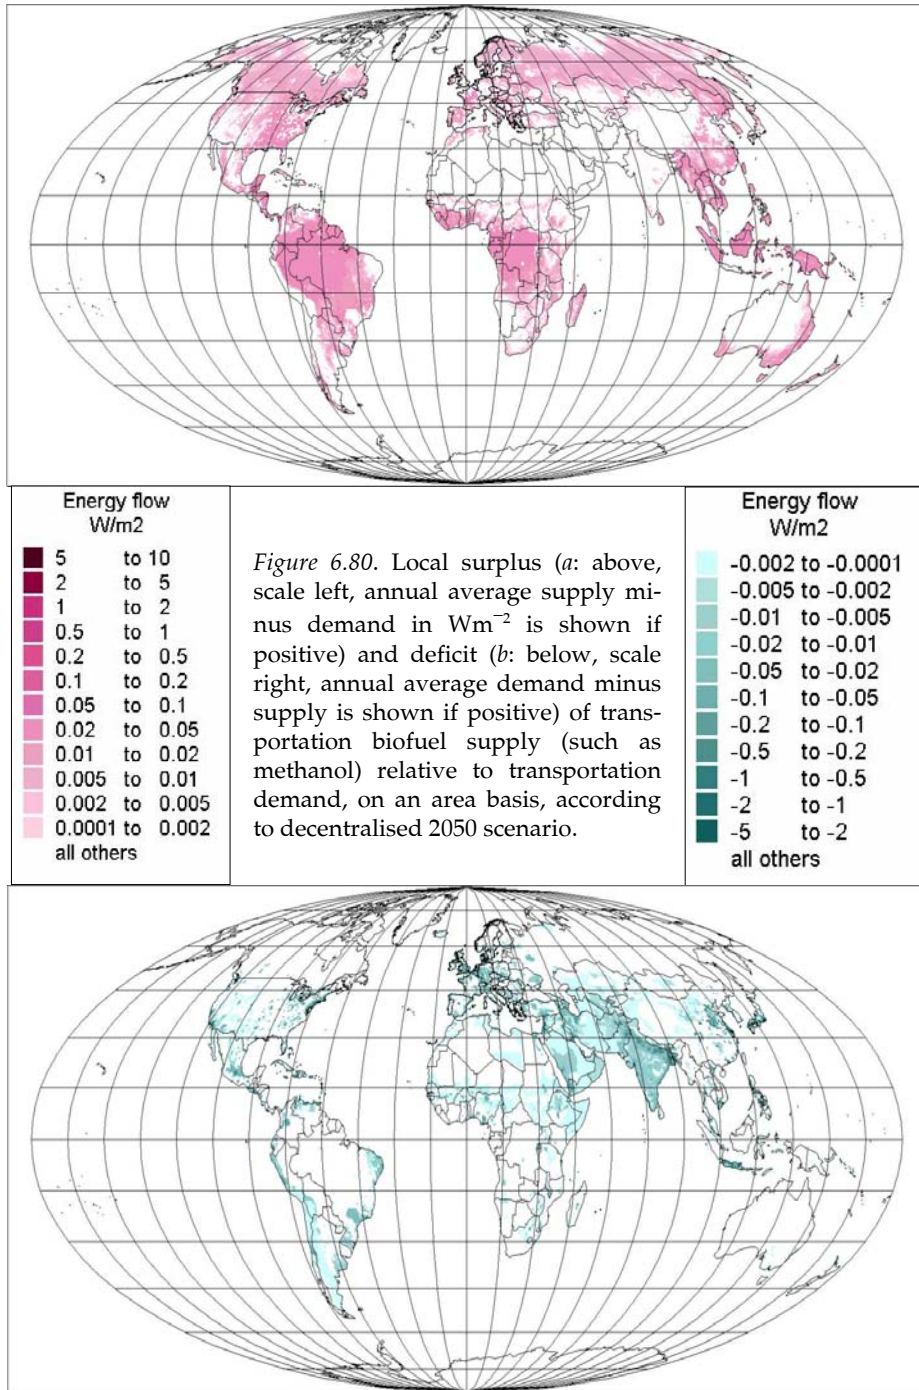 Energy flow
W/m2
5 to 10
2 to 5
1 to 2
0.5 to 1
0.2 to 0.5
0.1 to 0.2
0.05 to 0.1
0.02 to 0.05
0.01 to 0.02
0.005 to 0.01
0.002 to 0.005
0.0001 to 0.002
all others
Figure 6.80. Local surplus (a: above,
scale left, annual average supply mi-
nus demand in Wm⁻² is shown if
positive) and deficit (b: below, scale
right, annual average demand minus
supply is shown if positive) of trans-
portation biofuel supply (such as
methanol) relative to transportation
demand, on an area basis, according
to decentralised 2050 scenario.
Energy flow
W/m2
-0.002 to -0.0001
-0.005 to -0.002
-0.01 to -0.005
-0.02 to -0.01
-0.05 to -0.02
-0.1 to -0.05
-0.2 to -0.1
-0.5 to -0.2
-1 to -0.5
-2 to -1
-5 to -2
all others